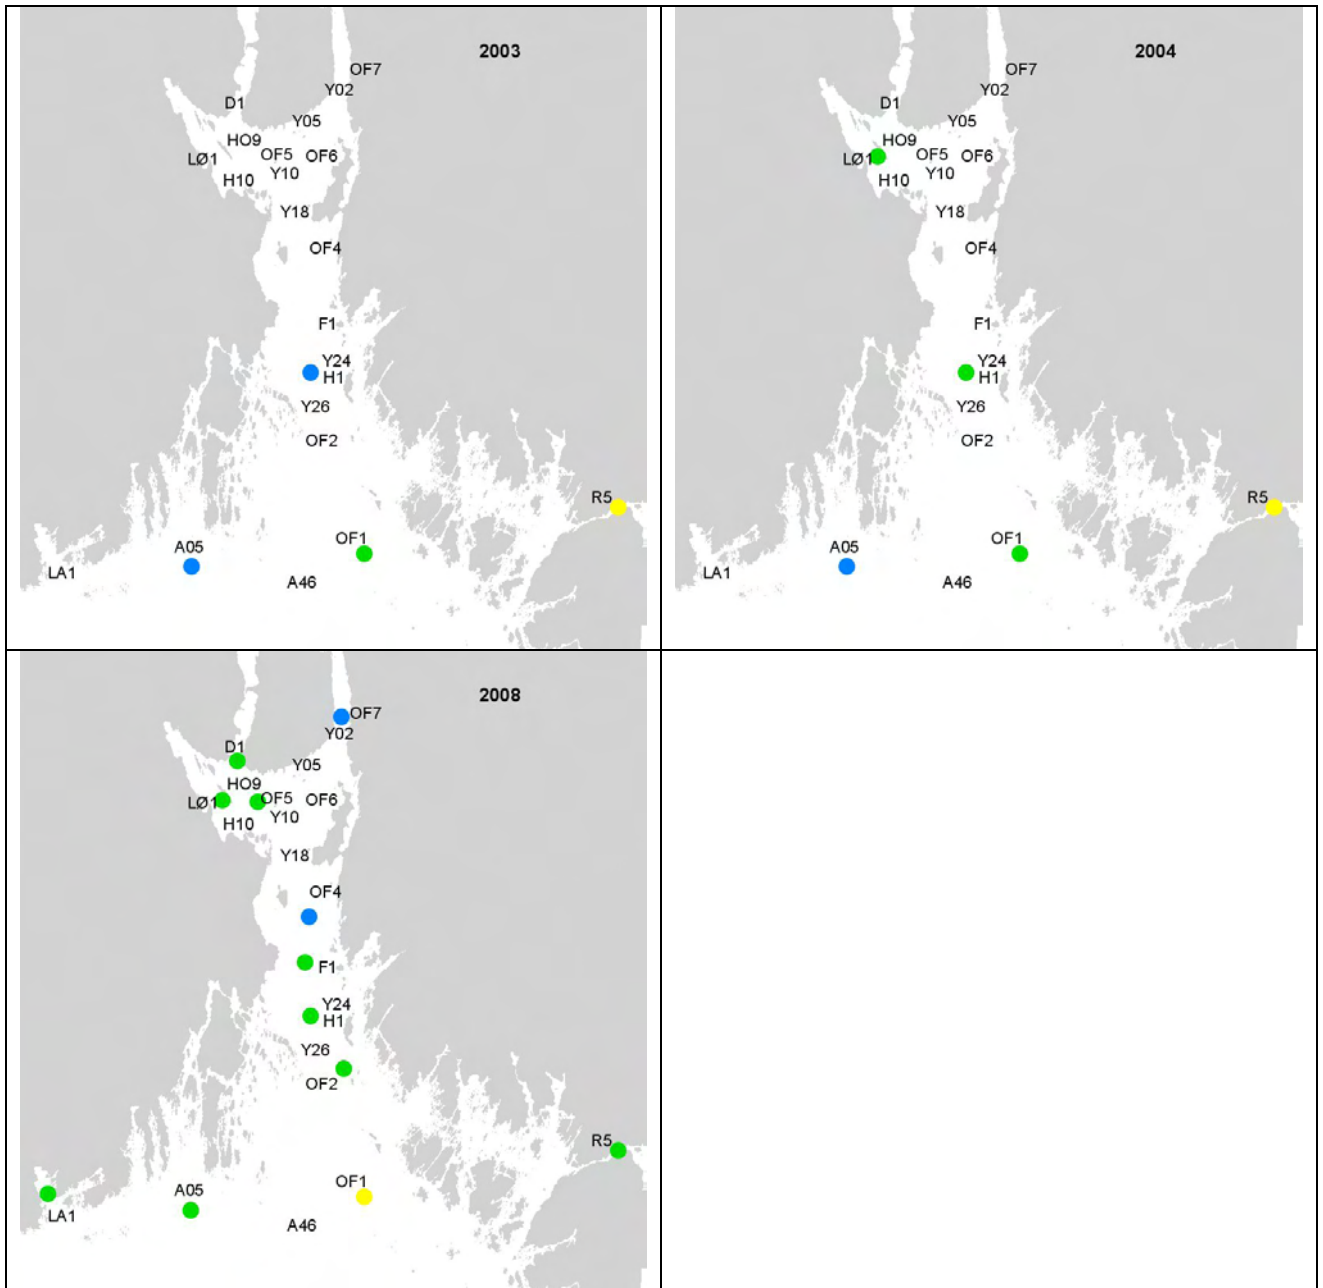 2003
OF7
Y02
D1
Y05
HO9
OF5
OF6
LØ1
Y10
H10
Y18
OF4
F1
Y24
H1
Y26
OF2
R5
OF1
A05
LA1
A46
2004
OF7
Y02
D1
Y05
HO9
OF5
OF6
LØ1
Y10
H10
Y18
OF4
F1
Y24
H1
Y26
OF2
R5
OF1
A05
LA1
A46
2008
OF7
Y02
D1
Y05
HO9
OF5
OF6
LØ1
Y10
H10
Y18
OF4
F1
Y24
H1
Y26
OF2
R5
OF1
A05
LA1
A46